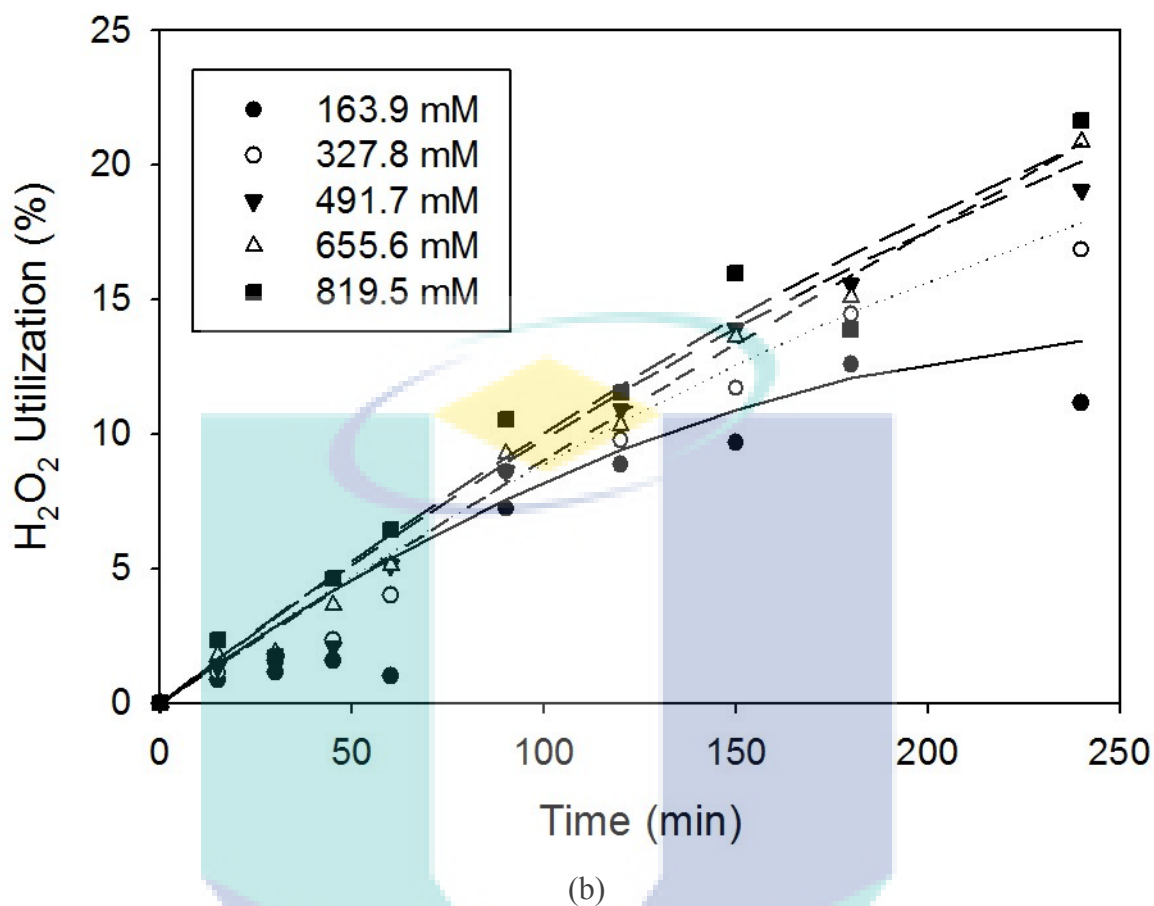 25
20
15
10
5
0
H2O2 Utilization (%)
163.9 mM
327.8 mM
491.7 mM
655.6 mM
819.5 mM
0 50 100 150 200 250
Time (min)
(b)